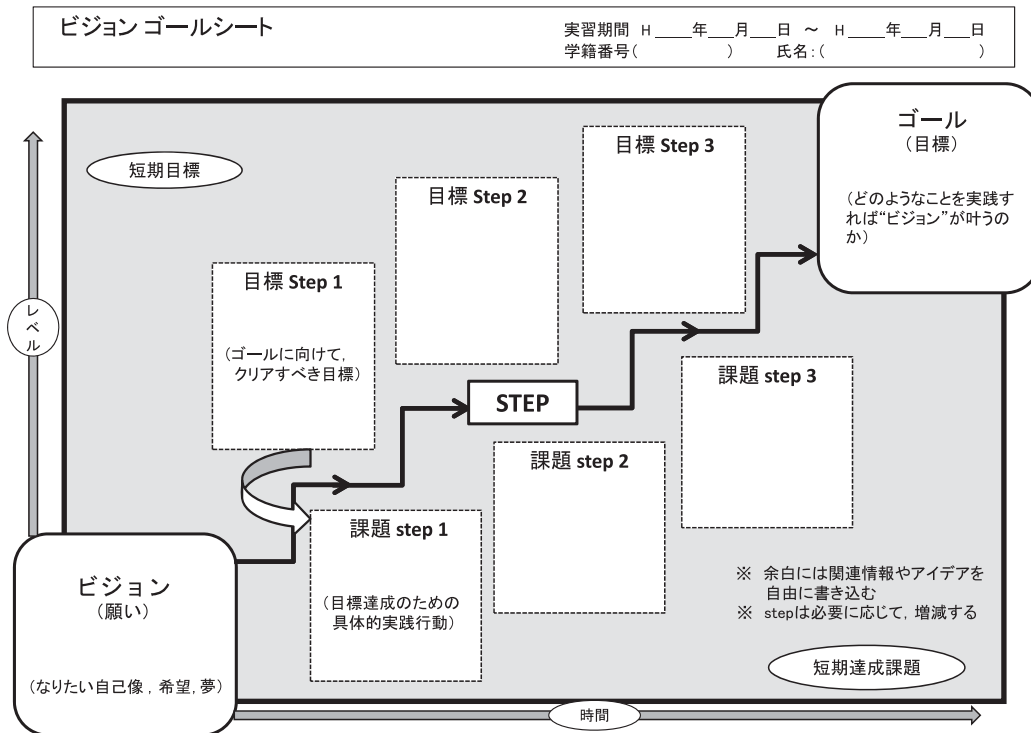 ビジョン ゴールシート
実習期間 H____年___月___日 ～ H____年___月___日
学籍番号( ) 氏名:( )
ゴール
(目標)
(どのようなことを実践す
れば“ビジョン”が叶うの
か)
短期目標
目標 Step 3
目標 Step 2
目標 Step 1
(ゴールに向けて,
クリアすべき目標)
レベル
STEP
課題 step 3
課題 step 2
課題 step 1
(目標達成のための
具体的実践行動)
ビジョン
(願い)
(なりたい自己像, 希望, 夢)
※ 余白には関連情報やアイデアを
自由に書き込む
※ stepは必要に応じて, 増減する
短期達成課題
時間